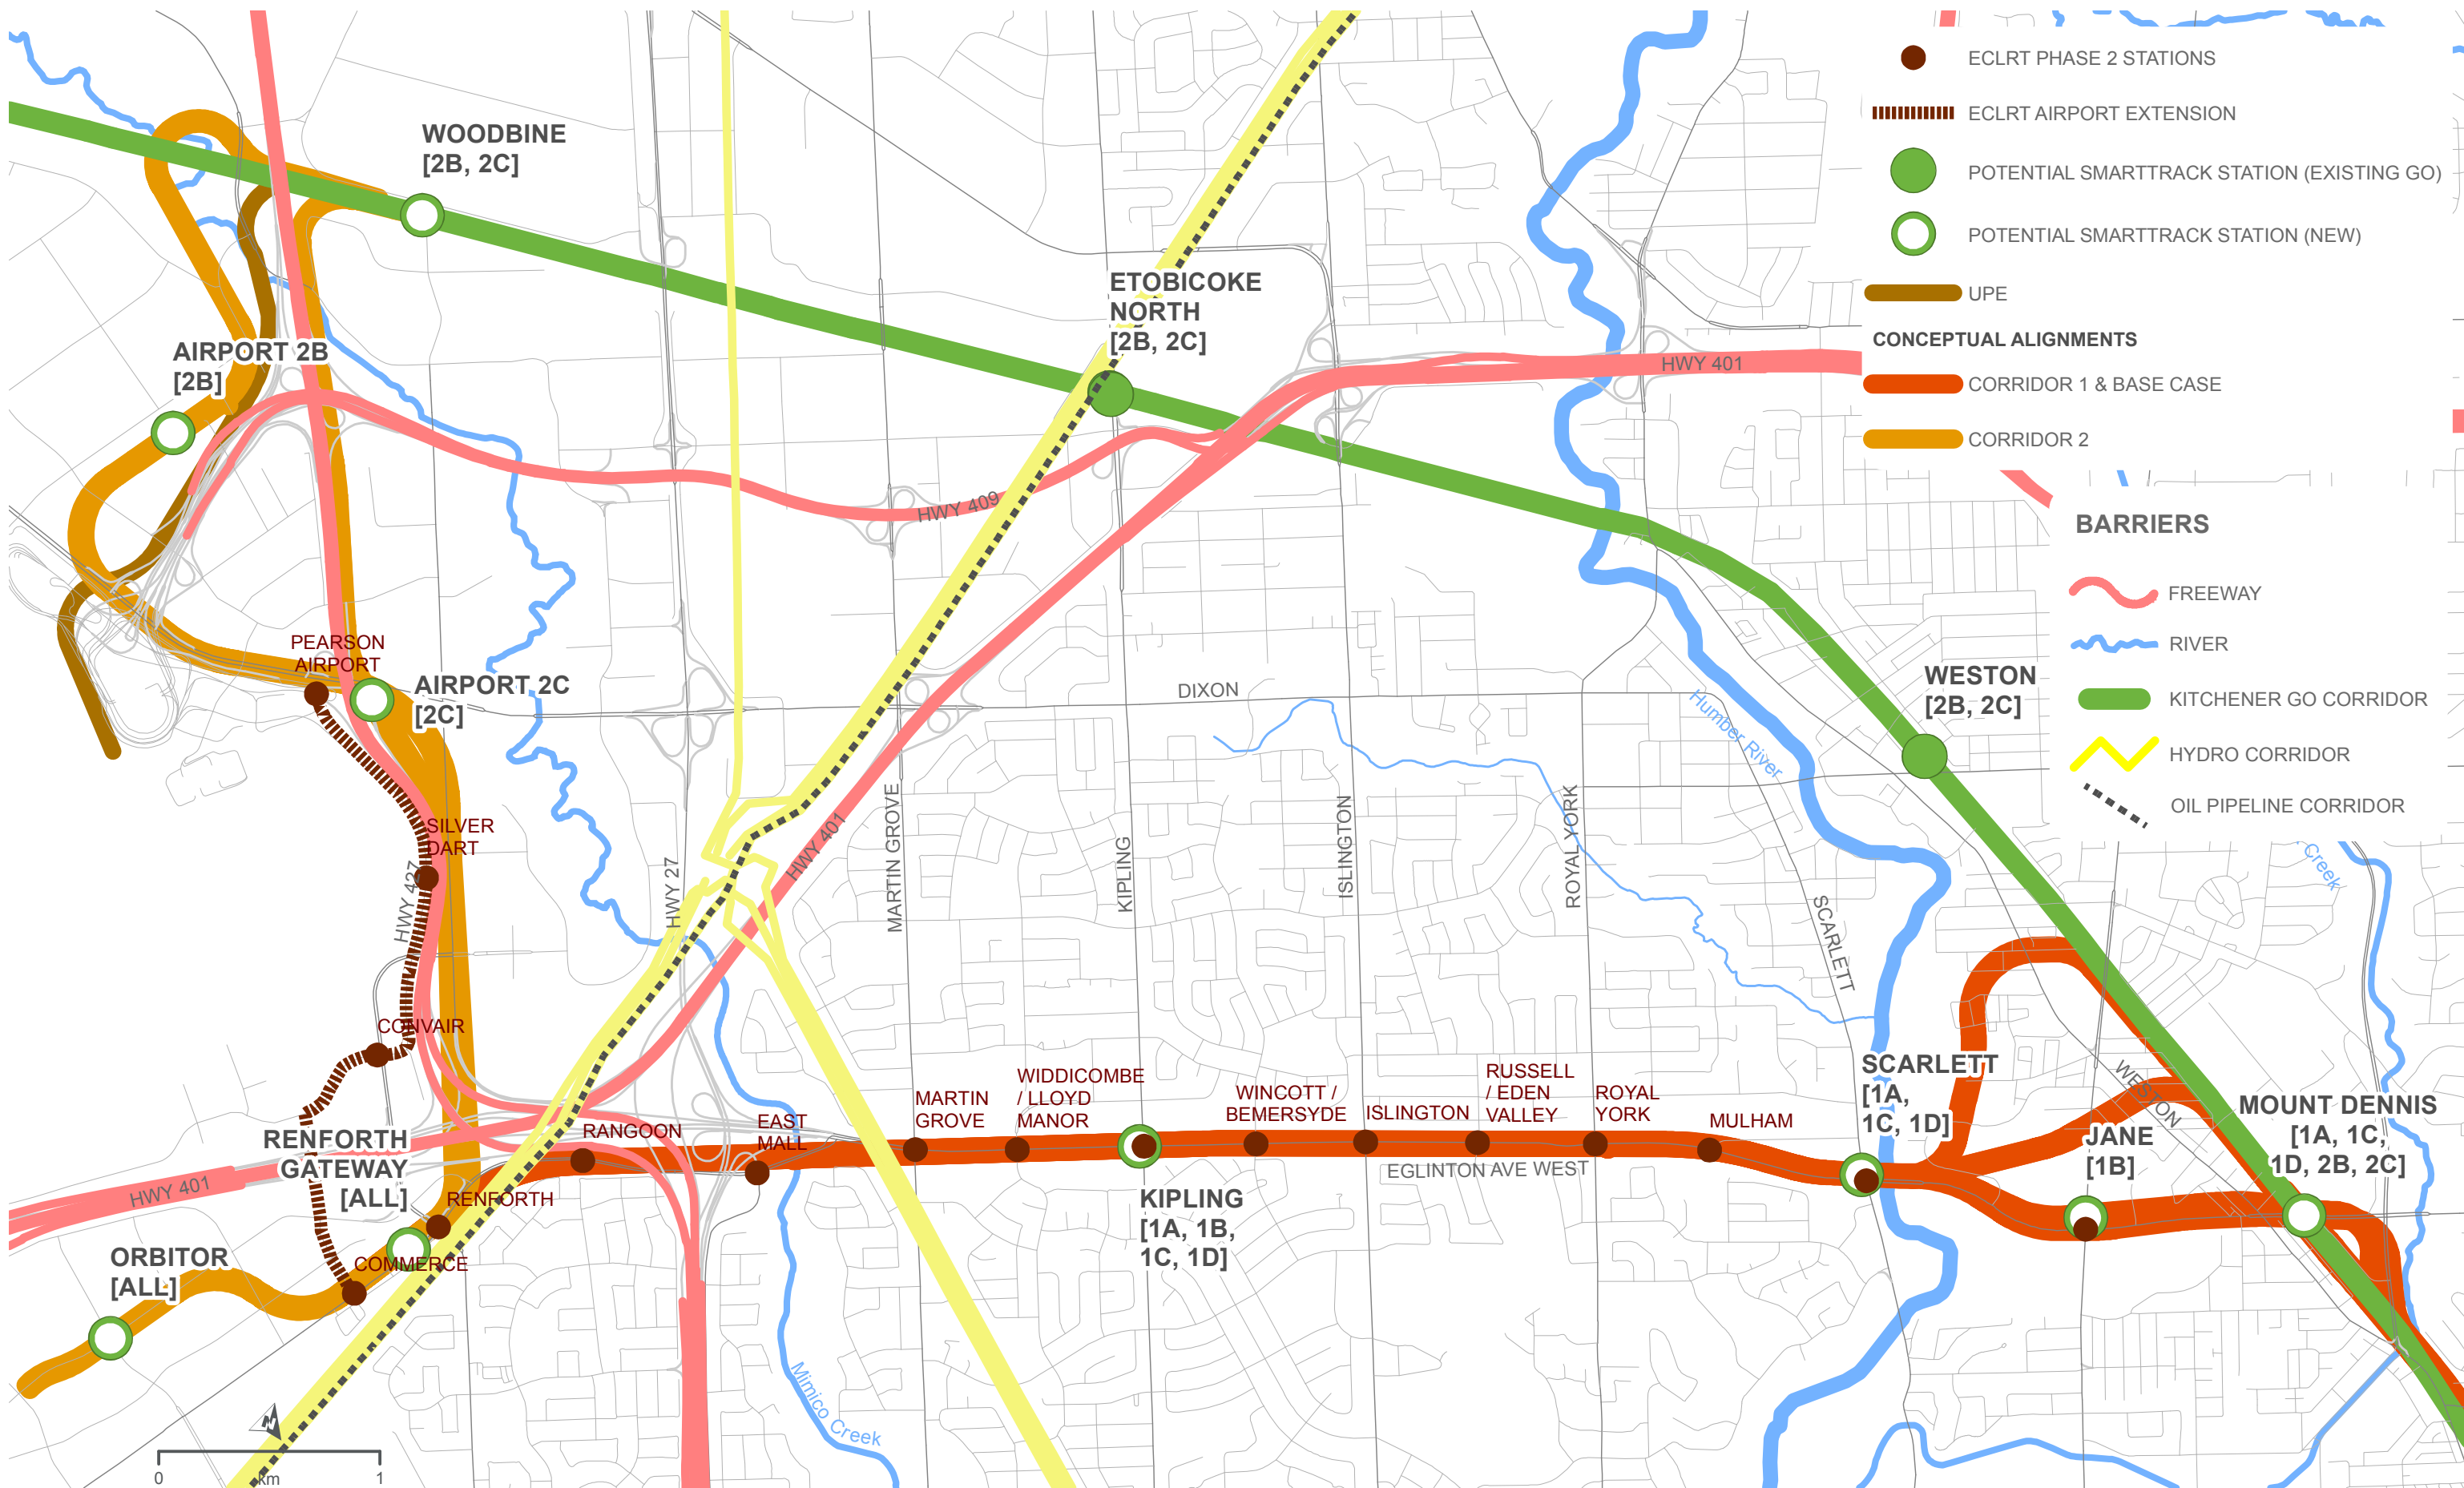 ECLRT PHASE 2 STATIONS
ECLRT AIRPORT EXTENSION
POTENTIAL SMARTTRACK STATION (EXISTING GO)
POTENTIAL SMARTTRACK STATION (NEW)
UPE
CONCEPTUAL ALIGNMENTS
CORRIDOR 1 & BASE CASE
CORRIDOR 2
BARRIERS
FREEWAY
RIVER
KITCHENER GO CORRIDOR
HYDRO CORRIDOR
OIL PIPELINE CORRIDOR
WOODBINE
[2B, 2C]
ETOBICOKE
NORTH
[2B, 2C]
AIRPORT 2B
[2B]
HWY 401
HWY 409
PEARSON
AIRPORT
AIRPORT 2C
[2C]
DIXON
WESTON
[2B, 2C]
Humber River
SILVER
DART
HWY 427
HWY 27
HWY 401
MARTIN GROVE
KIPLING
ISLINGTON
ROYAL YORK
SCARLETT
Creek
CONVAIR
RENFORTH
GATEWAY
[ALL]
HWY 401
RENFORTH
COMMERCE
ORBITOR
[ALL]
RANGOON
EAST
MALL
MARTIN
GROVE
WIDDICOMBE
/ LLOYD
MANOR
KIPLING
[1A, 1B,
1C, 1D]
WINCOTT /
BEMERSYDE
ISLINGTON
RUSSELL
/ EDEN
VALLEY
ROYAL
YORK
EGLINTON AVE WEST
MULHAM
SCARLETT
[1A,
1C, 1D]
WESTON
JANE
[1B]
MOUNT DENNIS
[1A, 1C,
1D, 2B, 2C]
Mimico Creek
N
0 km 1